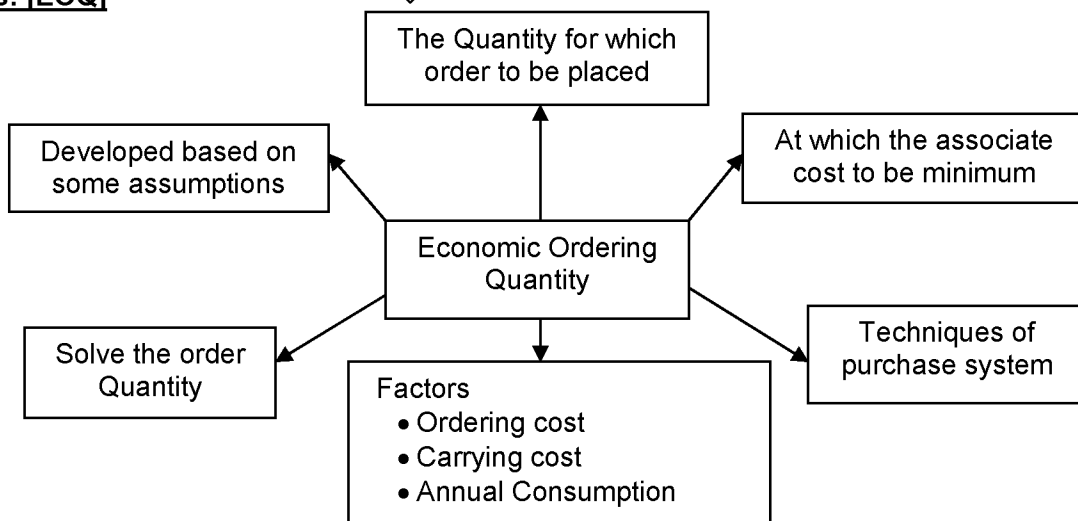 [EOQ]
The Quantity for which
order to be placed
Developed based on
some assumptions
At which the associate
cost to be minimum
Economic Ordering
Quantity
Solve the order
Quantity
Techniques of
purchase system
Factors
• Ordering cost
• Carrying cost
• Annual Consumption